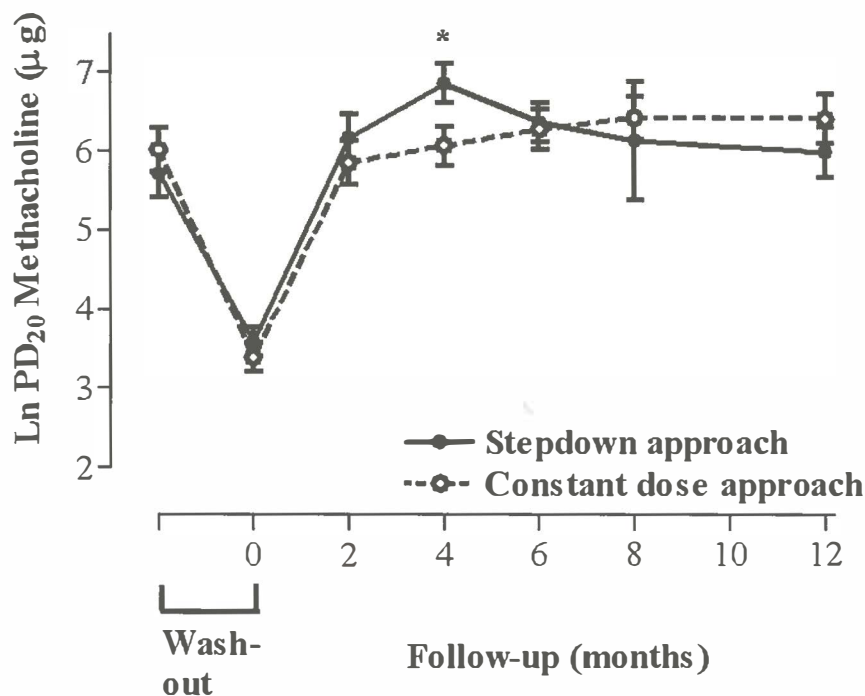 Ln PD20 Methacholine (μg)
*
7
6
5
4
3
2
Stepdown approach
Constant dose approach
0 2 4 6 8 10 12
Wash-
out
Follow-up (months)